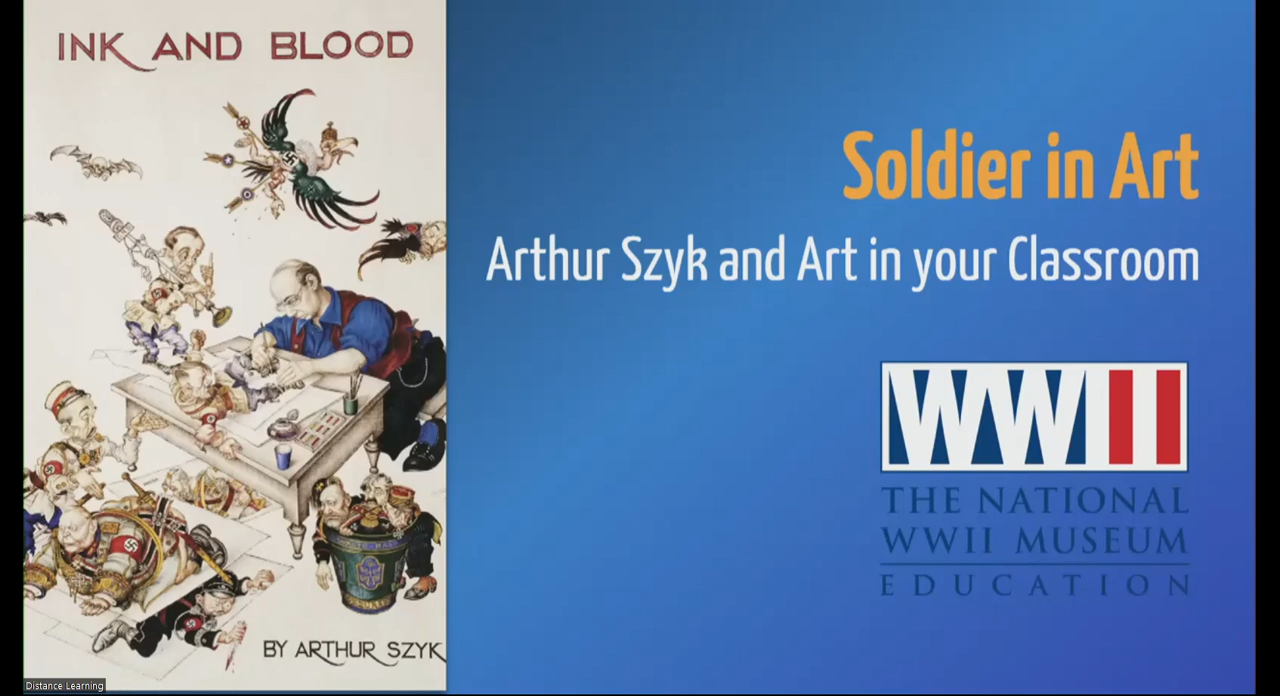 INK AND BLOOD
BY ARTHUR SZYK
Soldier in Art
Arthur Szyk and Art in your Classroom
WWII
THE NATIONAL
WWII MUSEUM
EDUCATION
Distance Learning